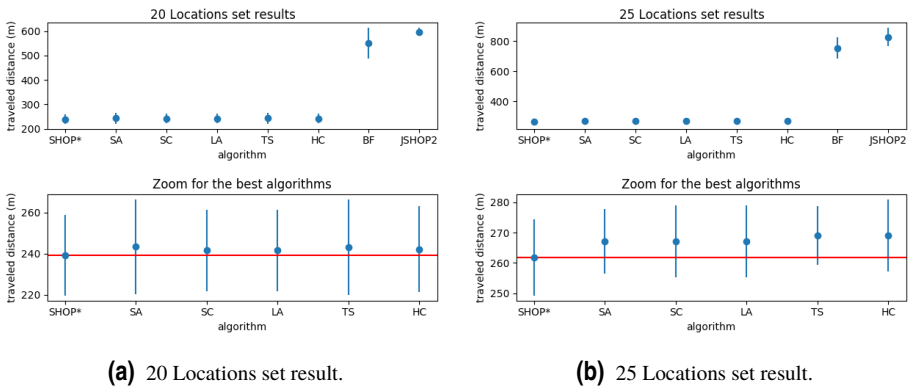 20 Locations set results
traveled distance (m)
600
500
400
300
200
SHOP* SA SC LA TS HC BF JSHOP2
algorithm
Zoom for the best algorithms
traveled distance (m)
260
240
220
SHOP* SA SC LA TS HC
algorithm
(a) 20 Locations set result.
25 Locations set results
traveled distance (m)
800
600
400
SHOP* SA SC LA TS HC BF JSHOP2
algorithm
Zoom for the best algorithms
traveled distance (m)
280
270
260
250
SHOP* SA SC LA TS HC
algorithm
(b) 25 Locations set result.